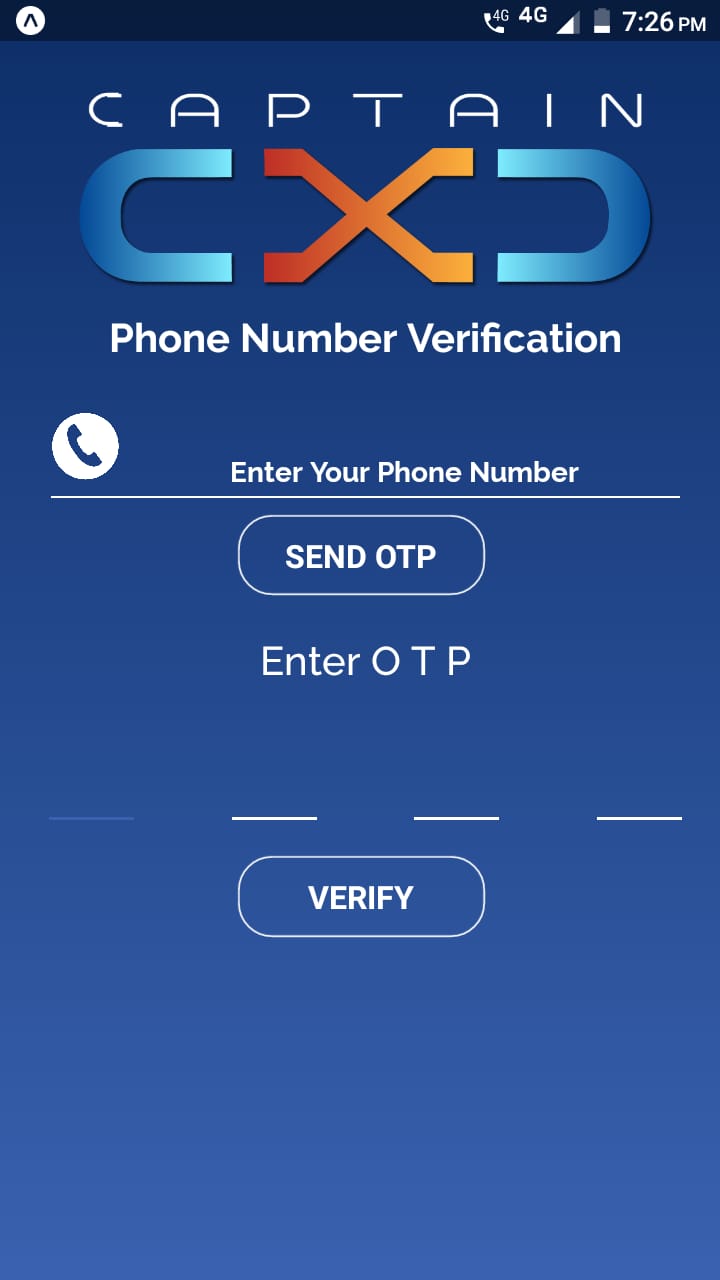 4G 4G 7:26 PM
CAPTAIN
CXD
Phone Number Verification
Enter Your Phone Number
SEND OTP
Enter O T P
VERIFY